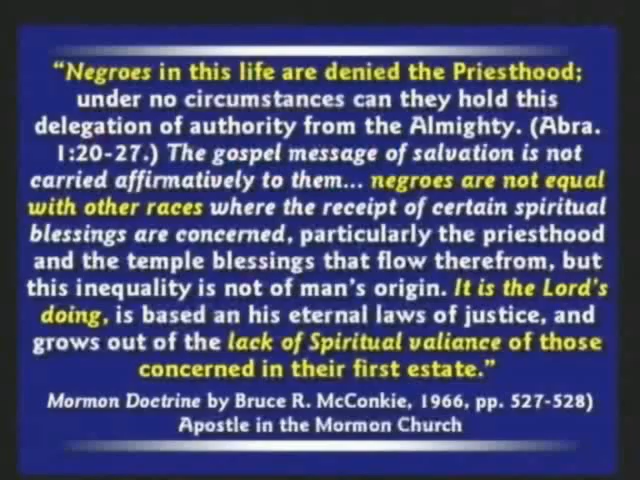 “Negroes in this life are denied the Priesthood;
under no circumstances can they hold this
delegation of authority from the Almighty. (Abra.
1:20-27.) The gospel message of salvation is not
carried affirmatively to them... negroes are not equal
with other races where the receipt of certain spiritual
blessings are concerned, particularly the priesthood
and the temple blessings that flow therefrom, but
this inequality is not of man's origin. It is the Lord's
doing, is based an his eternal laws of justice, and
grows out of the lack of Spiritual valiance of those
concerned in their first estate.”
Mormon Doctrine by Bruce R. McConkie, 1966, pp. 527-528)
Apostle in the Mormon Church